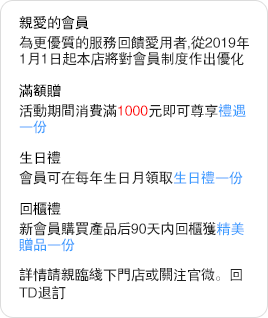 親愛的會員
為更優質的服務回饋愛用者,從2019年
1月1日起本店將對會員制度作出優化
滿額贈
活動期間消費滿1000元即可尊享禮遇
一份
生日禮
會員可在每年生日月領取生日禮一份
回櫃禮
新會員購買產品后90天内回櫃獲精美
贈品一份
詳情請親臨綫下門店或關注官微。回
TD退訂